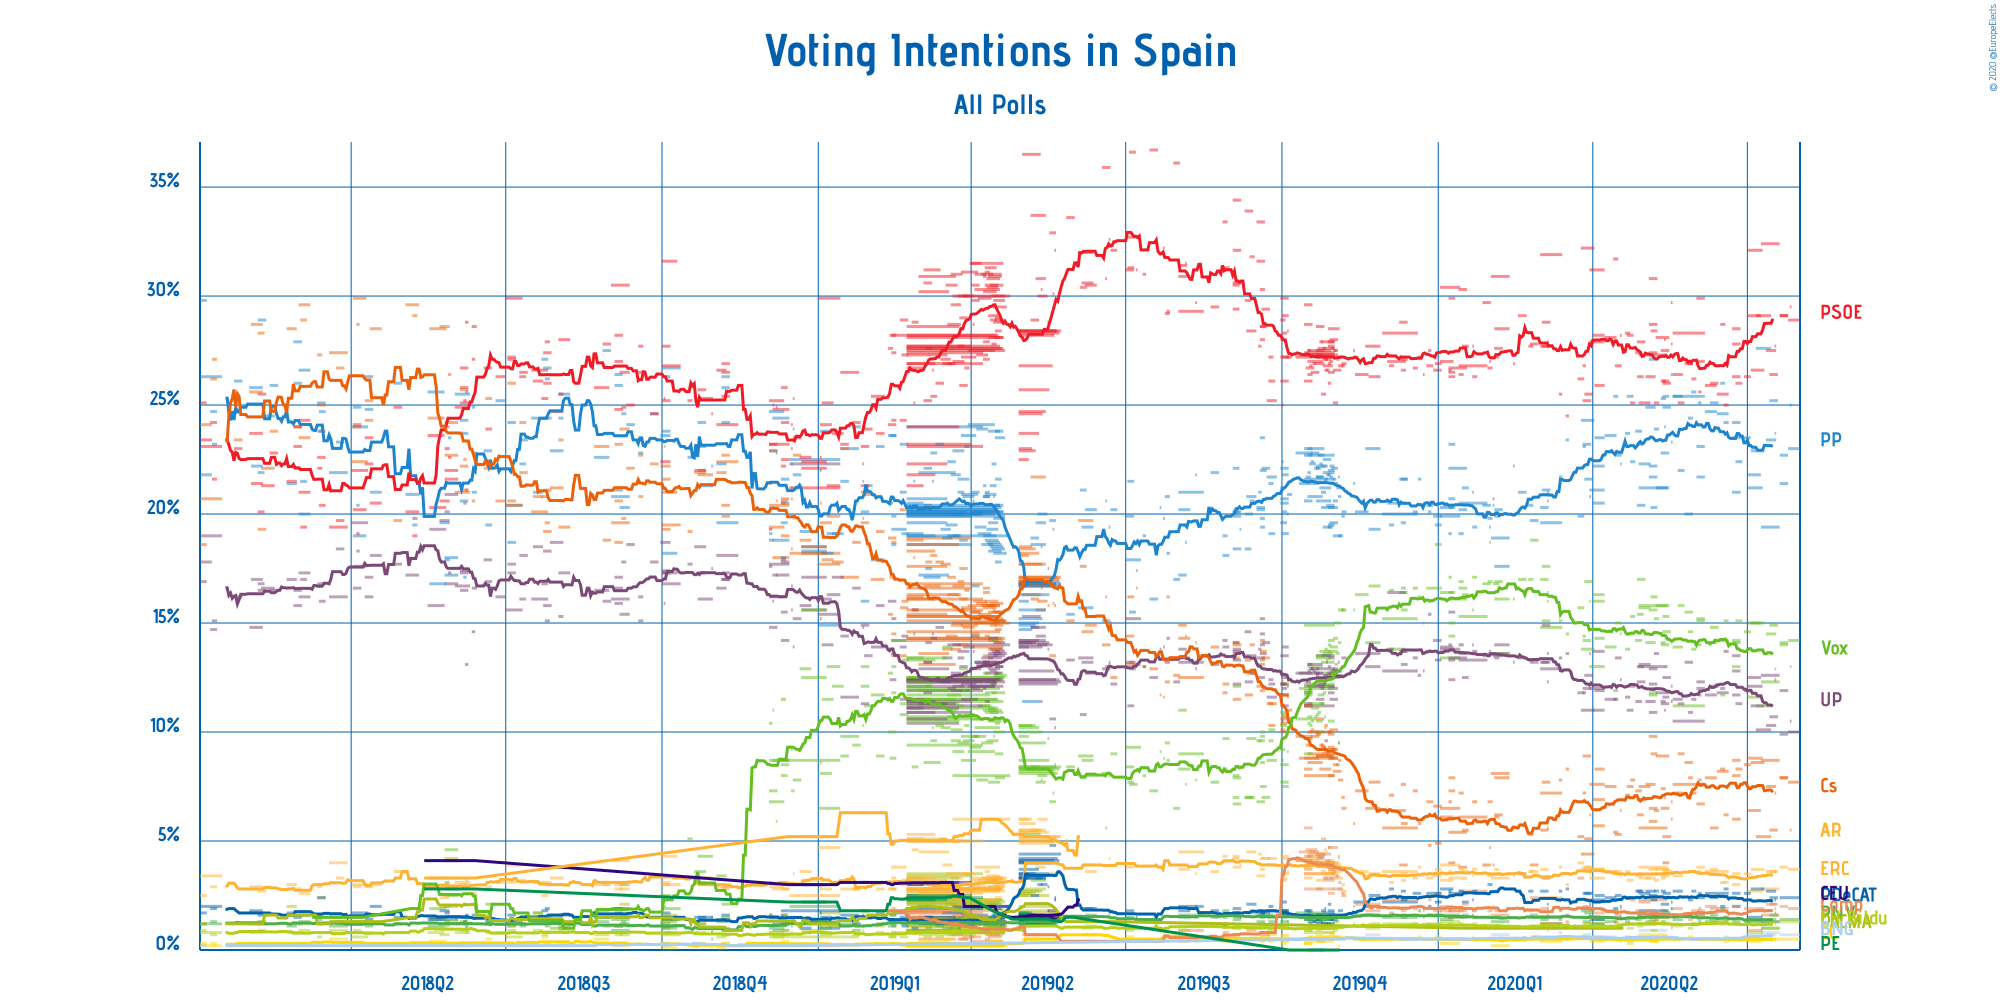 © 2020 @EuropeElects
Voting Intentions in Spain
All Polls
35%
30%
25%
20%
15%
10%
5%
0%
PSOE
PP
Vox
UP
Cs
AR
ERC
CEU
PE
2018Q2 2018Q3 2018Q4 2019Q1 2019Q2 2019Q3 2019Q4 2020Q1 2020Q2